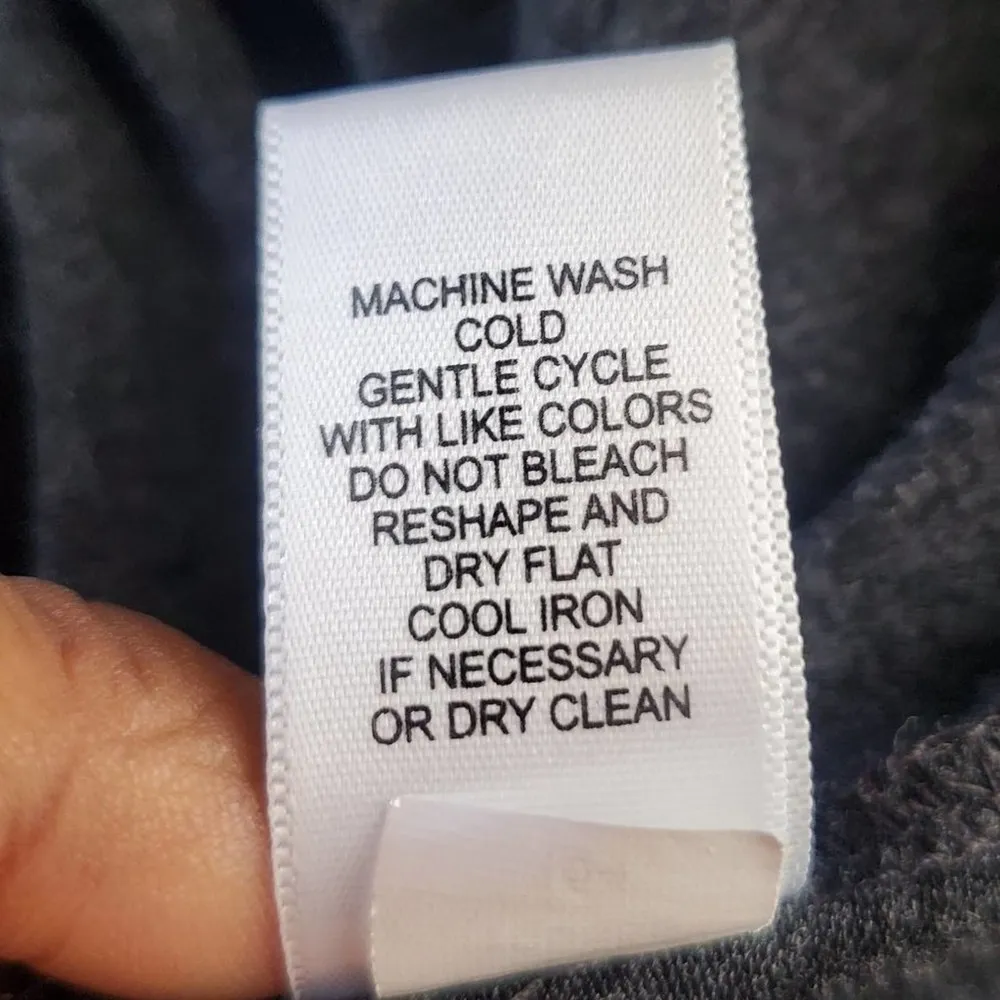 MACHINE WASH
COLD
GENTLE CYCLE
WITH LIKE COLORS
DO NOT BLEACH
RESHAPE AND
DRY FLAT
COOL IRON
IF NECESSARY
OR DRY CLEAN